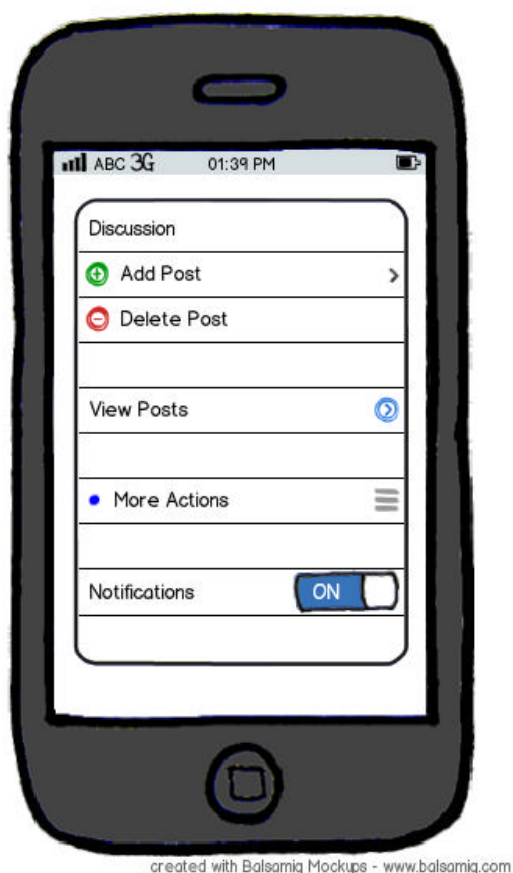 ABC 3G 01:39 PM
Discussion
Add Post
Delete Post
View Posts
More Actions
Notifications ON
created with Balsamiq Mockups - www.balsamiq.com